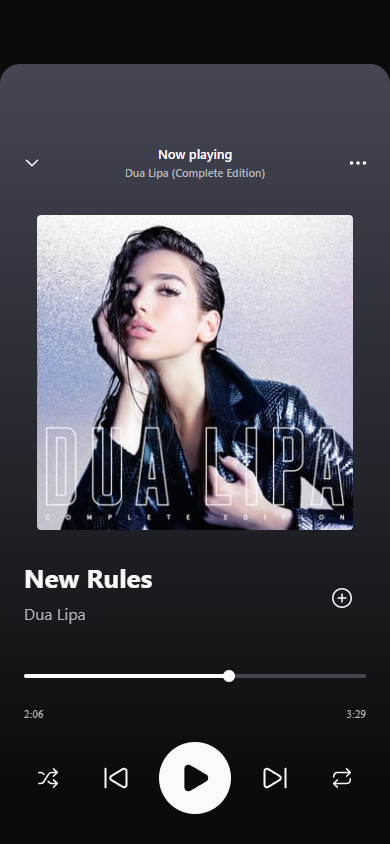 Now playing
Dua Lipa (Complete Edition)
DUA LIPA
COMPLETE EDITION
New Rules
Dua Lipa
2:06 3:29